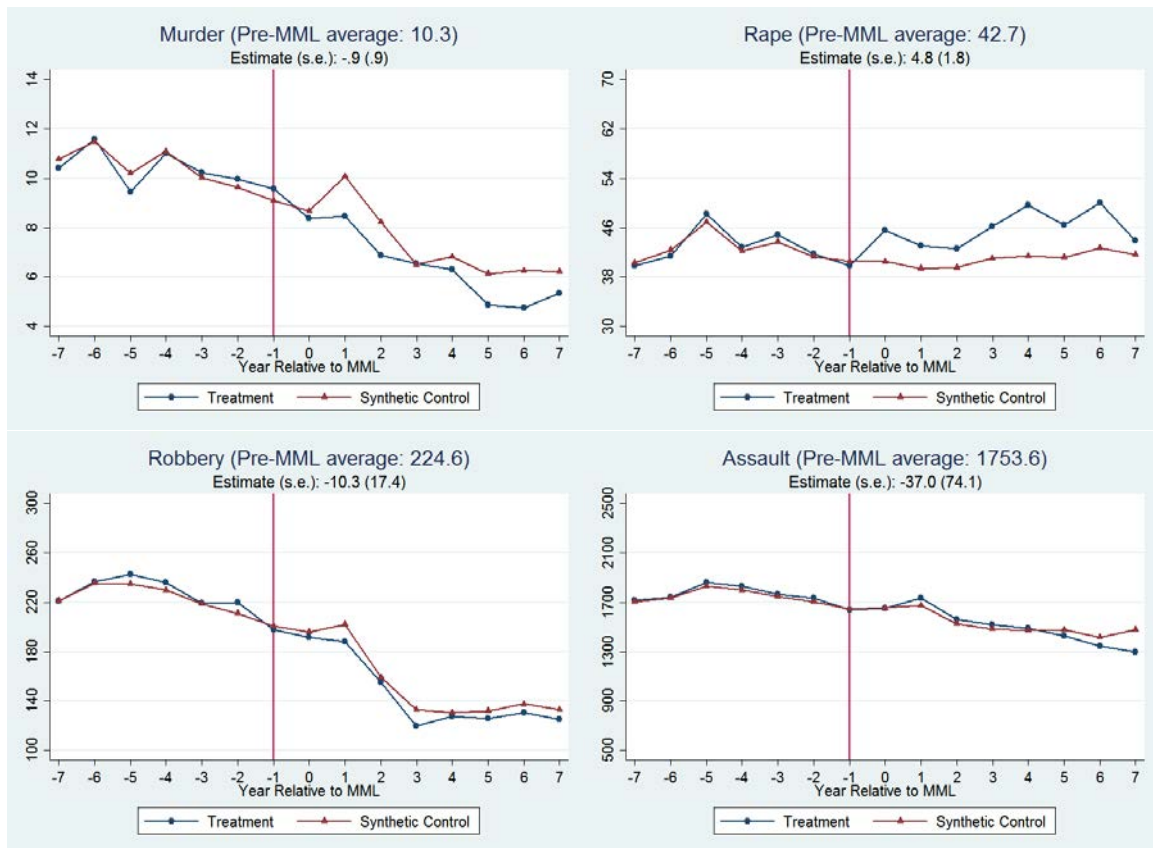 Murder (Pre-MML average: 10.3)
Estimate (s.e.): -.9 (.9)
14
12
10
8
6
4
-7 -6 -5 -4 -3 -2 -1 0 1 2 3 4 5 6 7
Year Relative to MML
Treatment Synthetic Control
Rape (Pre-MML average: 42.7)
Estimate (s.e.): 4.8 (1.8)
70
62
54
46
38
30
-7 -6 -5 -4 -3 -2 -1 0 1 2 3 4 5 6 7
Year Relative to MML
Treatment Synthetic Control
Robbery (Pre-MML average: 224.6)
Estimate (s.e.): -10.3 (17.4)
300
260
220
180
140
100
-7 -6 -5 -4 -3 -2 -1 0 1 2 3 4 5 6 7
Year Relative to MML
Treatment Synthetic Control
Assault (Pre-MML average: 1753.6)
Estimate (s.e.): -37.0 (74.1)
2500
2100
1700
1300
900
500
-7 -6 -5 -4 -3 -2 -1 0 1 2 3 4 5 6 7
Year Relative to MML
Treatment Synthetic Control